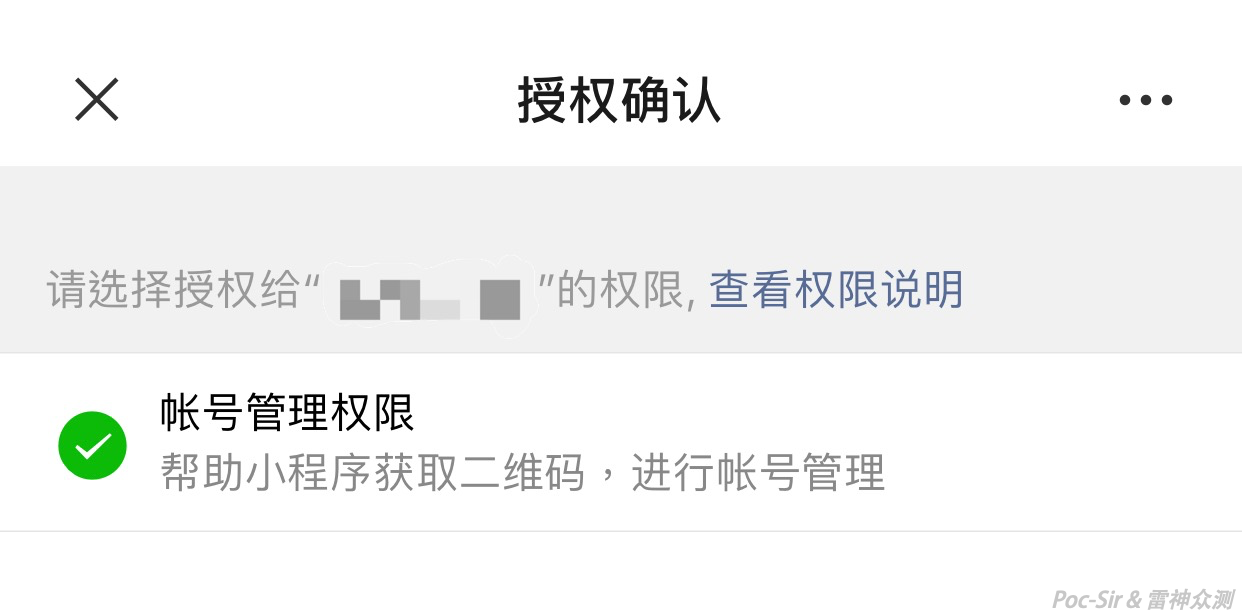 授权确认
请选择授权给“ ”的权限, 查看权限说明
帐号管理权限
帮助小程序获取二维码，进行帐号管理
Poc-Sir & 雷神众测